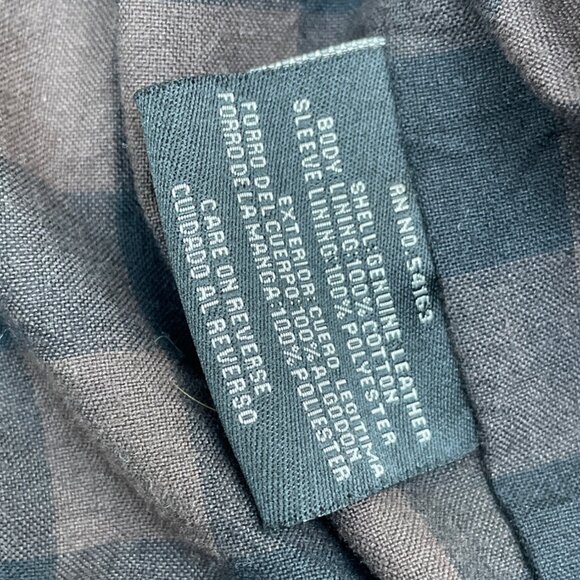 RN NO 54163
SHELL: GENUINE LEATHER
BODY LINING: 100% COTTON
SLEEVE LINING: 100% POLYESTER
EXTERIOR: CUERO LEGITIMA
FORRO DEL CUERPO: 100% ALGODON
FORRO DE LA MANGA: 100% POLIESTER
CARE ON REVERSE
CUIDADO AL REVERSO